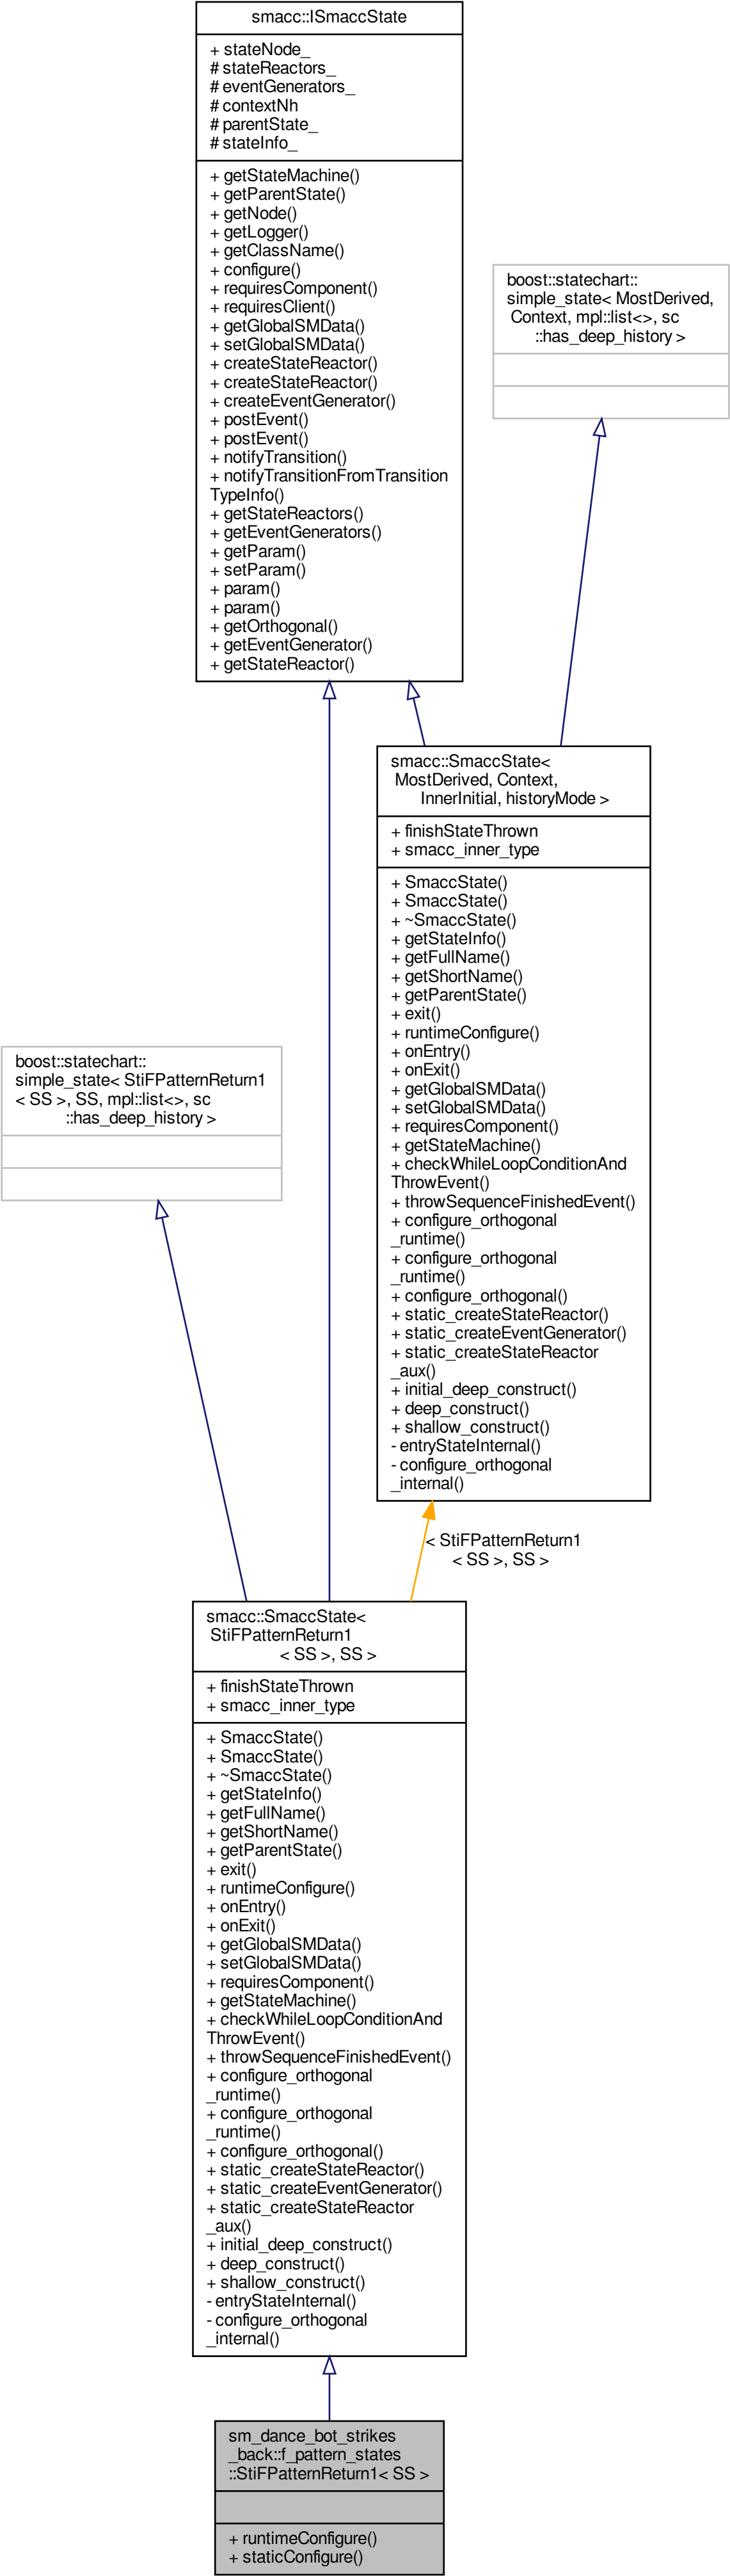 smacc::ISmaccState
+ stateNode_
# stateReactors_
# eventGenerators_
# contextNh
# parentState_
# stateInfo_
+ getStateMachine()
+ getParentState()
+ getNode()
+ getLogger()
+ getClassName()
+ configure()
+ requiresComponent()
+ requiresClient()
+ getGlobalSMData()
+ setGlobalSMData()
+ createStateReactor()
+ createStateReactor()
+ createEventGenerator()
+ postEvent()
+ postEvent()
+ notifyTransition()
+ notifyTransitionFromTransition
TypeInfo()
+ getStateReactors()
+ getEventGenerators()
+ getParam()
+ setParam()
+ param()
+ param()
+ getOrthogonal()
+ getEventGenerator()
+ getStateReactor()
boost::statechart::
simple_state< MostDerived,
Context, mpl::list<>, sc
::has_deep_history >
smacc::SmaccState<
MostDerived, Context,
InnerInitial, historyMode >
+ finishStateThrown
+ smacc_inner_type
+ SmaccState()
+ SmaccState()
+ ~SmaccState()
+ getStateInfo()
+ getFullName()
+ getShortName()
+ getParentState()
+ exit()
+ runtimeConfigure()
+ onEntry()
+ onExit()
+ getGlobalSMData()
+ setGlobalSMData()
+ requiresComponent()
+ getStateMachine()
+ checkWhileLoopConditionAnd
ThrowEvent()
+ throwSequenceFinishedEvent()
+ configure_orthogonal
_runtime()
+ configure_orthogonal
_runtime()
+ configure_orthogonal()
+ static_createStateReactor()
+ static_createEventGenerator()
+ static_createStateReactor
_aux()
+ initial_deep_construct()
+ deep_construct()
+ shallow_construct()
- entryStateInternal()
- configure_orthogonal
_internal()
boost::statechart::
simple_state< StiFPatternReturn1
< SS >, SS, mpl::list<>, sc
::has_deep_history >
< StiFPatternReturn1
< SS >, SS >
smacc::SmaccState<
StiFPatternReturn1
< SS >, SS >
+ finishStateThrown
+ smacc_inner_type
+ SmaccState()
+ SmaccState()
+ ~SmaccState()
+ getStateInfo()
+ getFullName()
+ getShortName()
+ getParentState()
+ exit()
+ runtimeConfigure()
+ onEntry()
+ onExit()
+ getGlobalSMData()
+ setGlobalSMData()
+ requiresComponent()
+ getStateMachine()
+ checkWhileLoopConditionAnd
ThrowEvent()
+ throwSequenceFinishedEvent()
+ configure_orthogonal
_runtime()
+ configure_orthogonal
_runtime()
+ configure_orthogonal()
+ static_createStateReactor()
+ static_createEventGenerator()
+ static_createStateReactor
_aux()
+ initial_deep_construct()
+ deep_construct()
+ shallow_construct()
- entryStateInternal()
- configure_orthogonal
_internal()
sm_dance_bot_strikes
_back::f_pattern_states
::StiFPatternReturn1< SS >
+ runtimeConfigure()
+ staticConfigure()